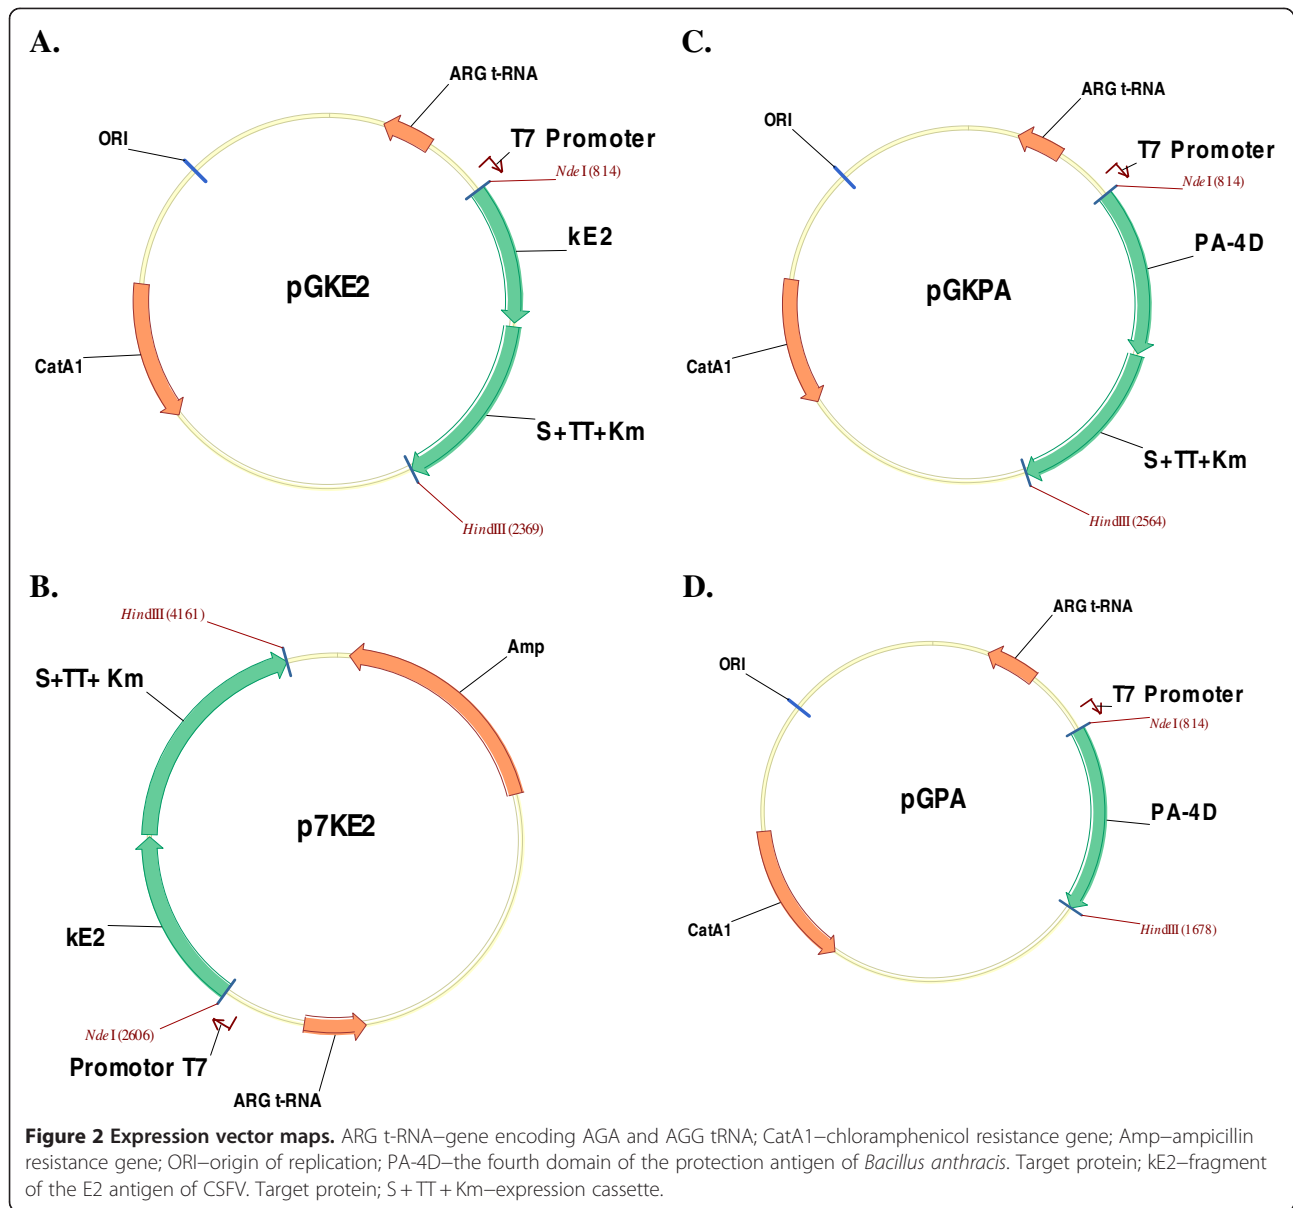 A.
ARG t-RNA
ORI
T7 Promoter
NdeI(814)
kE2
pGKE2
CatA1
S+TT+Km
HindIII(2369)
C.
ARG t-RNA
ORI
T7 Promoter
NdeI(814)
PA-4D
pGKPA
CatA1
S+TT+Km
HindIII(2564)
B.
HindIII(4161)
Amp
S+TT+ Km
p7KE2
kE2
NdeI(2606)
Promotor T7
ARG t-RNA
D.
ARG t-RNA
ORI
T7 Promoter
NdeI(814)
pGPA
PA-4D
CatA1
HindIII(1678)
Figure 2 Expression vector maps. ARG t-RNA–gene encoding AGA and AGG tRNA; CatA1–chloramphenicol resistance gene; Amp–ampicillin
resistance gene; ORI–origin of replication; PA-4D–the fourth domain of the protection antigen of Bacillus anthracis. Target protein; kE2–fragment
of the E2 antigen of CSFV. Target protein; S + TT + Km–expression cassette.